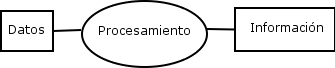 Datos
Procesamiento
Información